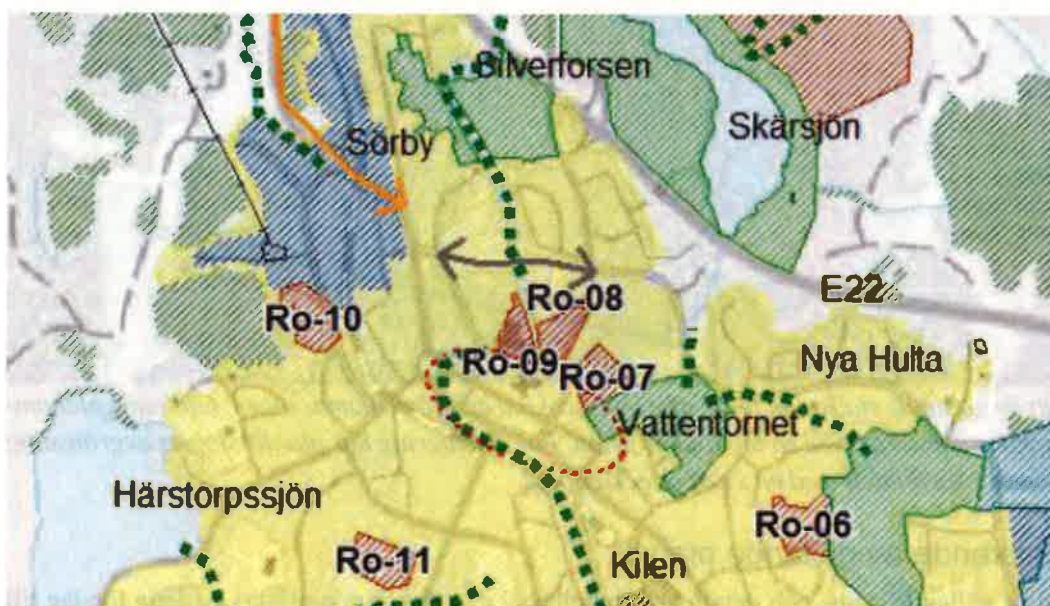 Silverforsen
Skärsjön
Sörby
E22
Ro-08
Ro-10
Ro-09
Ro-07
Nya Hulta
Vattentornet
Härstorpssjön
Ro-06
Ro-11
Kilen